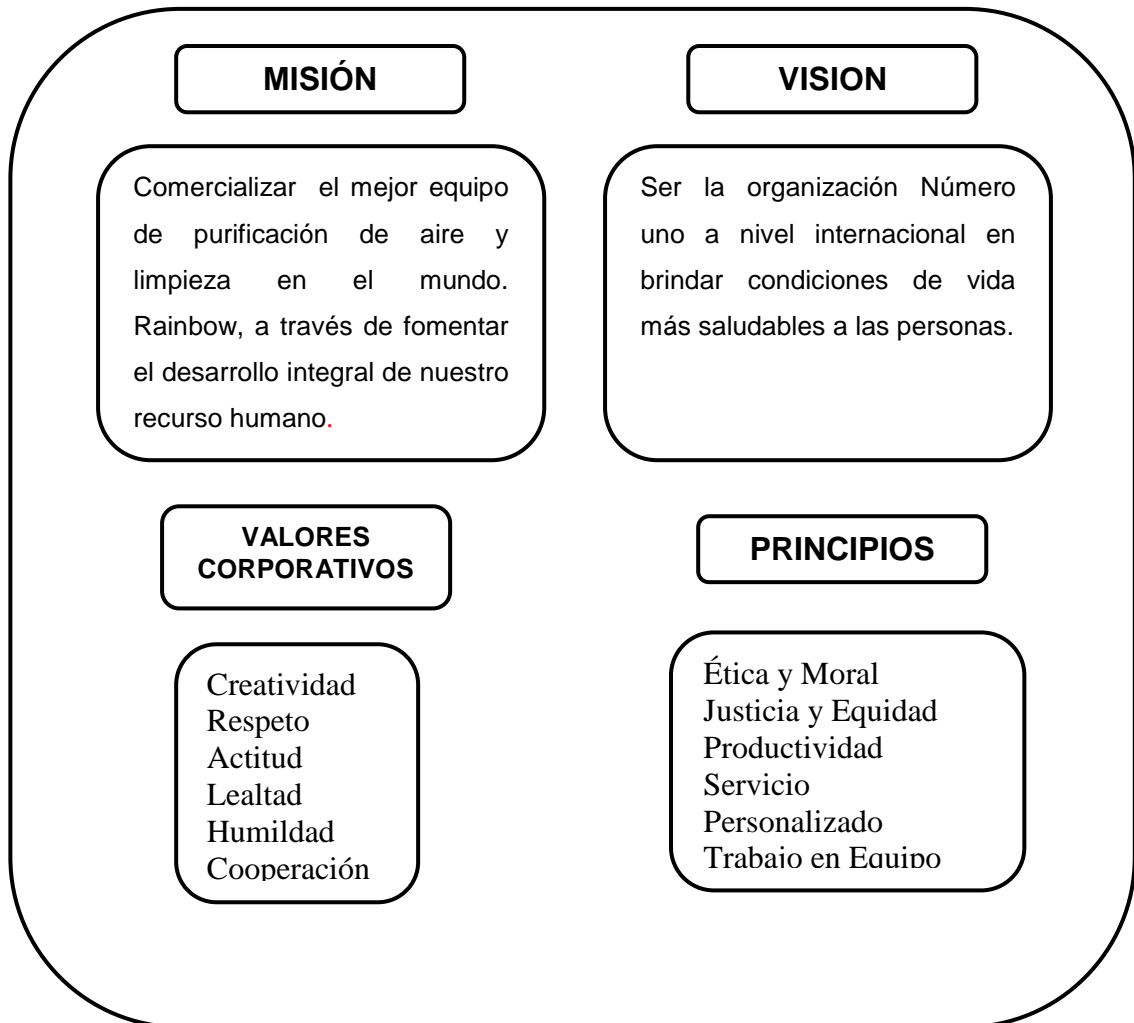 MISIÓN
Comercializar el mejor equipo
de purificación de aire y
limpieza en el mundo.
Rainbow, a través de fomentar
el desarrollo integral de nuestro
recurso humano.
VISION
Ser la organización Número
uno a nivel internacional en
brindar condiciones de vida
más saludables a las personas.
VALORES
CORPORATIVOS
Creatividad
Respeto
Actitud
Lealtad
Humildad
Cooperación
PRINCIPIOS
Ética y Moral
Justicia y Equidad
Productividad
Servicio
Personalizado
Trabajo en Equipo